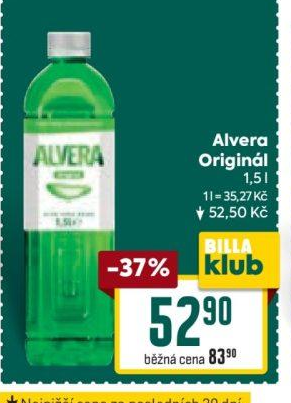 ALVERA
1,5L
Alvera
Originál
1,5 l
1 l = 35,27 Kč
52,50 Kč
BILLA
klub
-37%
52 90
běžná cena 83 90